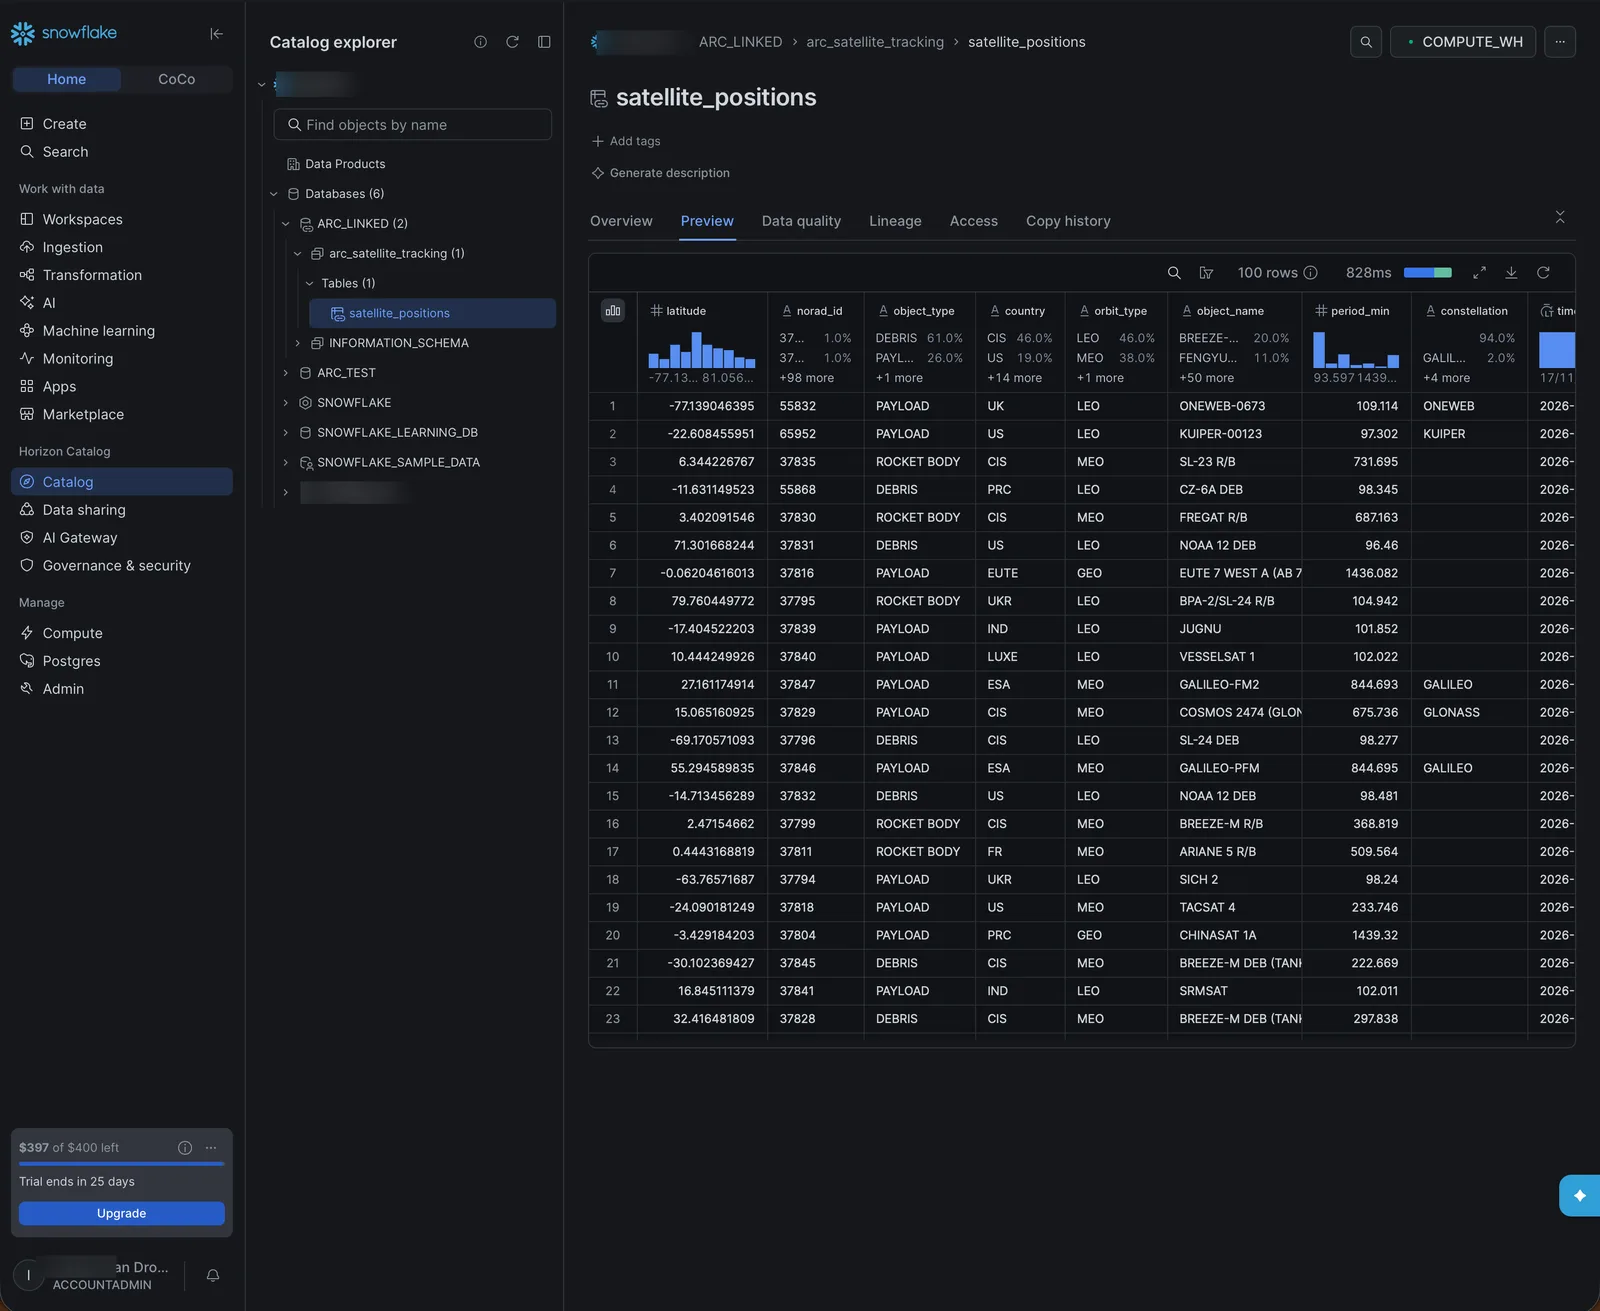 snowflake
Home
CoCo
Create
Search
Work with data
Workspaces
Ingestion
Transformation
AI
Machine learning
Monitoring
Apps
Marketplace
Horizon Catalog
Catalog
Data sharing
AI Gateway
Governance & security
Manage
Compute
Postgres
Admin
$397 of $400 left
Trial ends in 25 days
Upgrade
I
an Dro...
ACCOUNTADMIN
Catalog explorer
Find objects by name
Data Products
Databases (6)
ARC_LINKED (2)
arc_satellite_tracking (1)
Tables (1)
satellite_positions
INFORMATION_SCHEMA
ARC_TEST
SNOWFLAKE
SNOWFLAKE_LEARNING_DB
SNOWFLAKE_SAMPLE_DATA
ARC_LINKED > arc_satellite_tracking > satellite_positions
COMPUTE_WH
...
satellite_positions
Add tags
Generate description
Overview Preview Data quality Lineage Access Copy history
100 rows 828ms
latitude norad_id object_type country orbit_type object_name period_min constellation time
37... 1.0% DEBRIS 61.0% CIS 46.0% LEO 46.0% BREEZE-... 20.0% 94.0%
37... 1.0% PAYL... 26.0% US 19.0% MEO 38.0% FENGYU... 11.0% GALIL... 2.0%
-77.13... 81.056... +98 more +1 more +14 more +1 more +50 more 93.597 1439... +4 more 17/11
1 -77.139046395 55832 PAYLOAD UK LEO ONEWEB-0673 109.114 ONEWEB 2026-
2 -22.608455951 65952 PAYLOAD US LEO KUIPER-00123 97.302 KUIPER 2026-
3 6.344226767 37835 ROCKET BODY CIS MEO SL-23 R/B 731.695 2026-
4 -11.631149523 55868 DEBRIS PRC LEO CZ-6A DEB 98.345 2026-
5 3.402091546 37830 ROCKET BODY CIS MEO FREGAT R/B 687.163 2026-
6 71.301668244 37831 DEBRIS US LEO NOAA 12 DEB 96.46 2026-
7 -0.06204616013 37816 PAYLOAD EUTE GEO EUTE 7 WEST A (AB 7 1436.082 2026-
8 79.760449772 37795 ROCKET BODY UKR LEO BPA-2/SL-24 R/B 104.942 2026-
9 -17.404522203 37839 PAYLOAD IND LEO JUGNU 101.852 2026-
10 10.444249926 37840 PAYLOAD LUXE LEO VESSELSAT 1 102.022 2026-
11 27.161174914 37847 PAYLOAD ESA MEO GALILEO-FM2 844.693 GALILEO 2026-
12 15.065160925 37829 PAYLOAD CIS MEO COSMOS 2474 (GLON 675.736 GLONASS 2026-
13 -69.170571093 37796 DEBRIS CIS LEO SL-24 DEB 98.277 2026-
14 55.294589835 37846 PAYLOAD ESA MEO GALILEO-PFM 844.695 GALILEO 2026-
15 -14.713456289 37832 DEBRIS US LEO NOAA 12 DEB 98.481 2026-
16 2.47154662 37799 ROCKET BODY CIS MEO BREEZE-M R/B 368.819 2026-
17 0.4443168819 37811 ROCKET BODY FR MEO ARIANE 5 R/B 509.564 2026-
18 -63.76571687 37794 PAYLOAD UKR LEO SICH 2 98.24 2026-
19 -24.090181249 37818 PAYLOAD US MEO TACSAT 4 233.746 2026-
20 -3.429184203 37804 PAYLOAD PRC GEO CHINASAT 1A 1439.32 2026-
21 -30.102369427 37845 DEBRIS CIS MEO BREEZE-M DEB (TANK 222.669 2026-
22 16.845111379 37841 PAYLOAD IND LEO SRMSAT 102.011 2026-
23 32.416481809 37828 DEBRIS CIS MEO BREEZE-M DEB (TANK 297.838 2026-